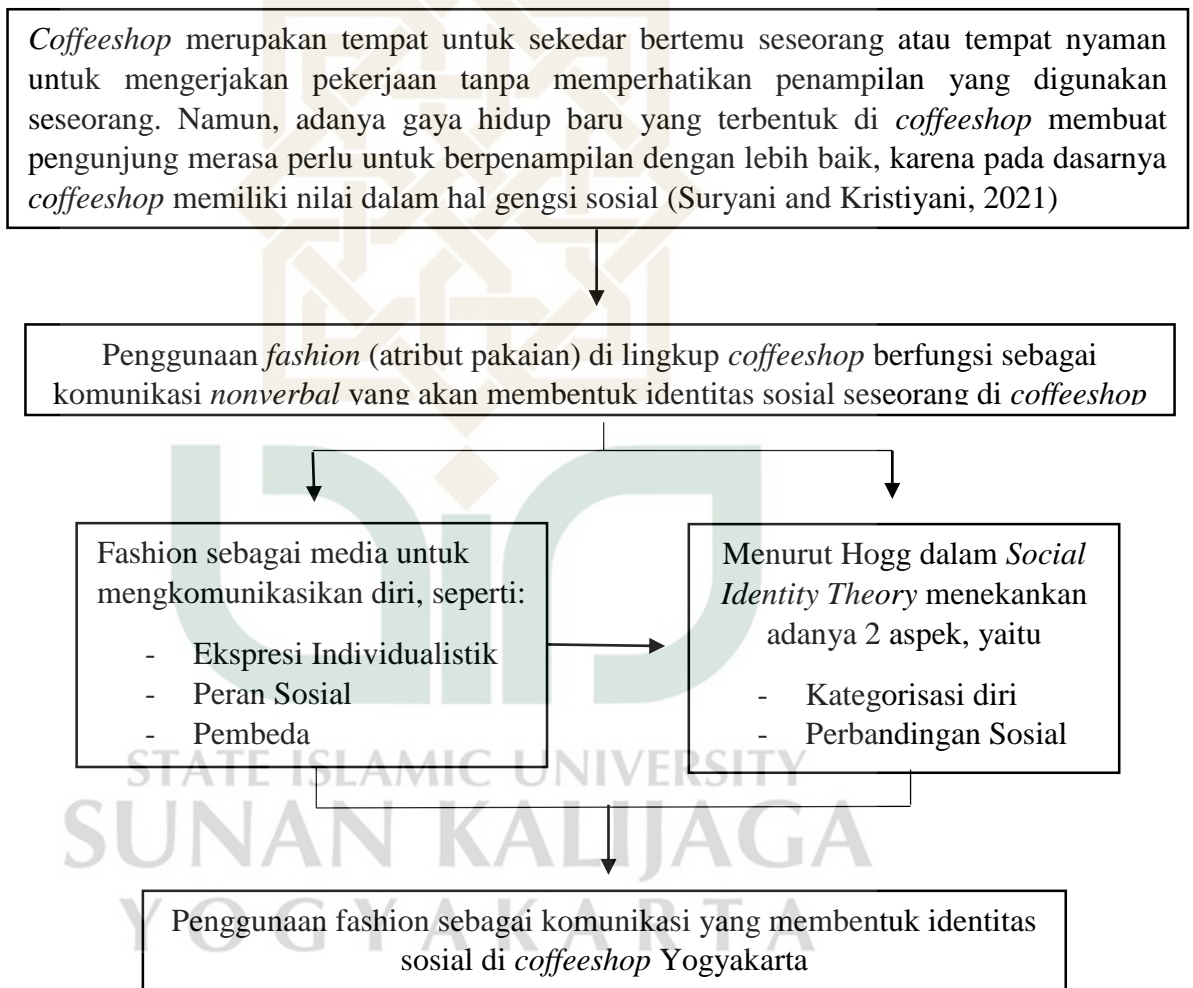 Coffeeshop merupakan tempat untuk sekedar bertemu seseorang atau tempat nyaman
untuk mengerjakan pekerjaan tanpa memperhatikan penampilan yang digunakan
seseorang. Namun, adanya gaya hidup baru yang terbentuk di coffeeshop membuat
pengunjung merasa perlu untuk berpenampilan dengan lebih baik, karena pada dasarnya
coffeeshop memiliki nilai dalam hal gengsi sosial (Suryani and Kristiyani, 2021)
Penggunaan fashion (atribut pakaian) di lingkup coffeeshop berfungsi sebagai
komunikasi nonverbal yang akan membentuk identitas sosial seseorang di coffeeshop
Fashion sebagai media untuk
mengkomunikasikan diri, seperti:
- Ekspresi Individualistik
- Peran Sosial
- Pembeda
Menurut Hogg dalam Social
Identity Theory menekankan
adanya 2 aspek, yaitu
- Kategorisasi diri
- Perbandingan Sosial
STATE ISLAMIC UNIVERSITY
SUNAN KALIJAGA
YOGYAKARTA
Penggunaan fashion sebagai komunikasi yang membentuk identitas
sosial di coffeeshop Yogyakarta